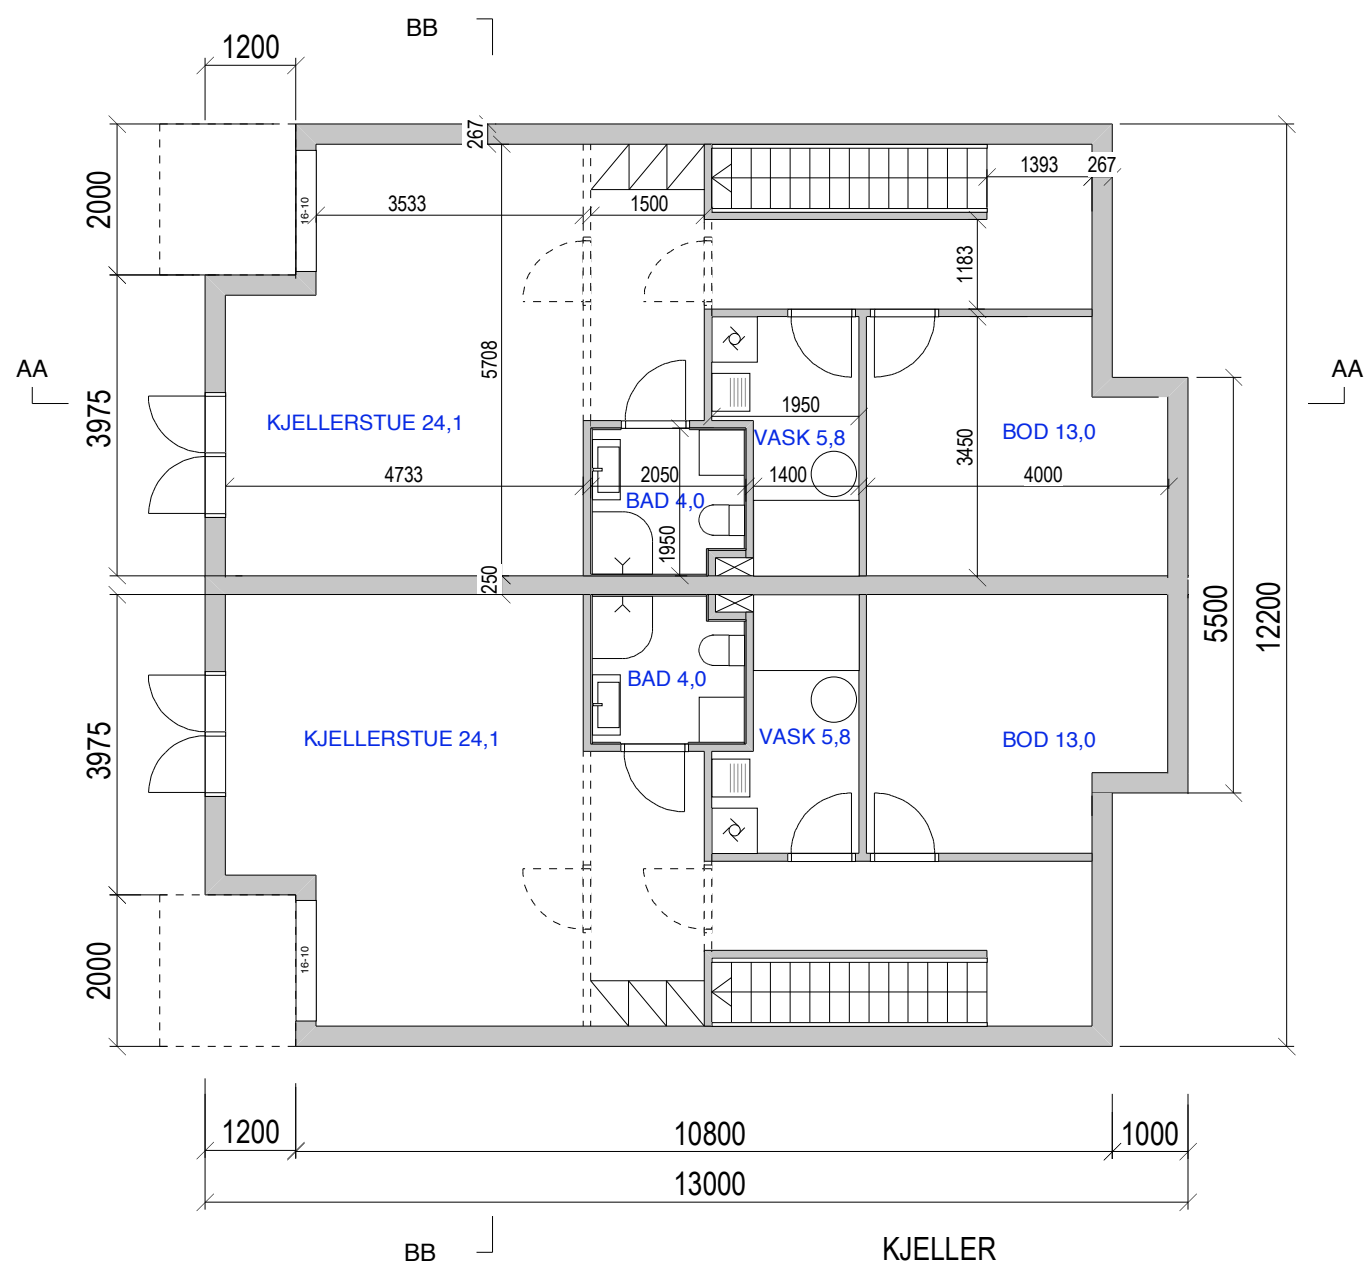 BB
1200
267
1393
267
2000
16-10
3533
1500
1183
5708
AA
AA
3975
KJELLERSTUE 24,1
1950
VASK 5,8
3450
BOD 13,0
4733
2050
1400
4000
BAD 4,0
1950
250
5500
12200
BAD 4,0
3975
KJELLERSTUE 24,1
VASK 5,8
BOD 13,0
2000
16-10
1200
10800
1000
13000
BB
KJELLER